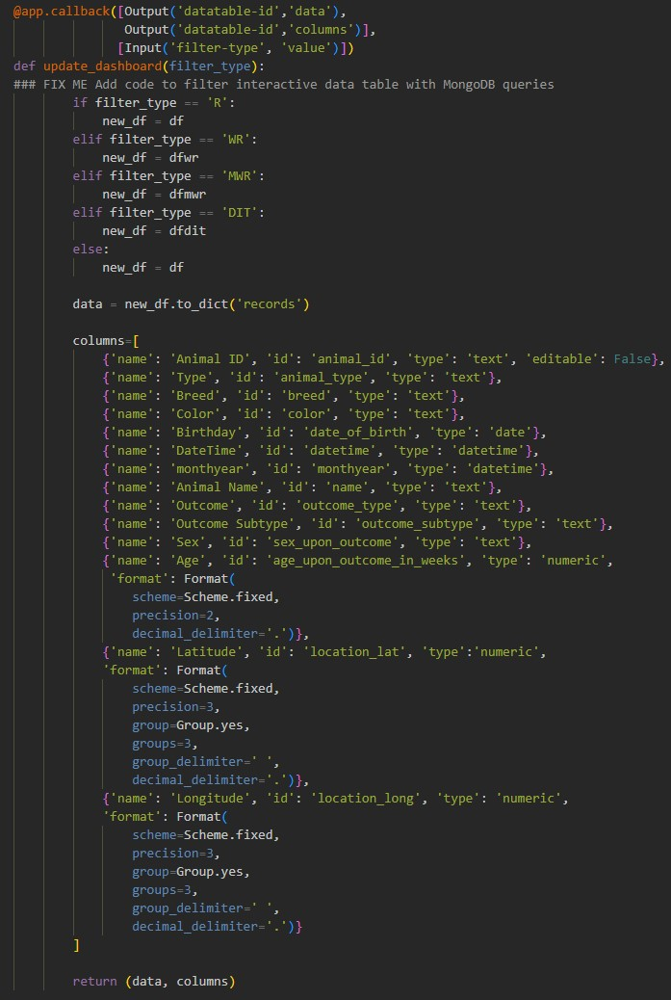 @app.callback([Output('datatable-id','data'),
               Output('datatable-id','columns')],
              [Input('filter-type', 'value')])
def update_dashboard(filter_type):
### FIX ME Add code to filter interactive data table with MongoDB queries
        if filter_type == 'R':
            new_df = df
        elif filter_type == 'WR':
            new_df = dfwr
        elif filter_type == 'MWR':
            new_df = dfmwr
        elif filter_type == 'DIT':
            new_df = dfdit
        else:
            new_df = df

        data = new_df.to_dict('records')

        columns=[
            {'name': 'Animal ID', 'id': 'animal_id', 'type': 'text', 'editable': False},
            {'name': 'Type', 'id': 'animal_type', 'type': 'text'},
            {'name': 'Breed', 'id': 'breed', 'type': 'text'},
            {'name': 'Color', 'id': 'color', 'type': 'text'},
            {'name': 'Birthday', 'id': 'date_of_birth', 'type': 'date'},
            {'name': 'DateTime', 'id': 'datetime', 'type': 'datetime'},
            {'name': 'monthyear', 'id': 'monthyear', 'type': 'datetime'},
            {'name': 'Animal Name', 'id': 'name', 'type': 'text'},
            {'name': 'Outcome', 'id': 'outcome_type', 'type': 'text'},
            {'name': 'Outcome Subtype', 'id': 'outcome_subtype', 'type': 'text'},
            {'name': 'Sex', 'id': 'sex_upon_outcome', 'type': 'text'},
            {'name': 'Age', 'id': 'age_upon_outcome_in_weeks', 'type': 'numeric',
             'format': Format(
                scheme=Scheme.fixed,
                precision=2,
                decimal_delimiter='.')},
            {'name': 'Latitude', 'id': 'location_lat', 'type':'numeric',
            'format': Format(
                scheme=Scheme.fixed,
                precision=3,
                group=Group.yes,
                groups=3,
                group_delimiter=' ',
                decimal_delimiter='.')},
            {'name': 'Longitude', 'id': 'location_long', 'type': 'numeric',
            'format': Format(
                scheme=Scheme.fixed,
                precision=3,
                group=Group.yes,
                groups=3,
                group_delimiter=' ',
                decimal_delimiter='.')}
        ]

        return (data, columns)